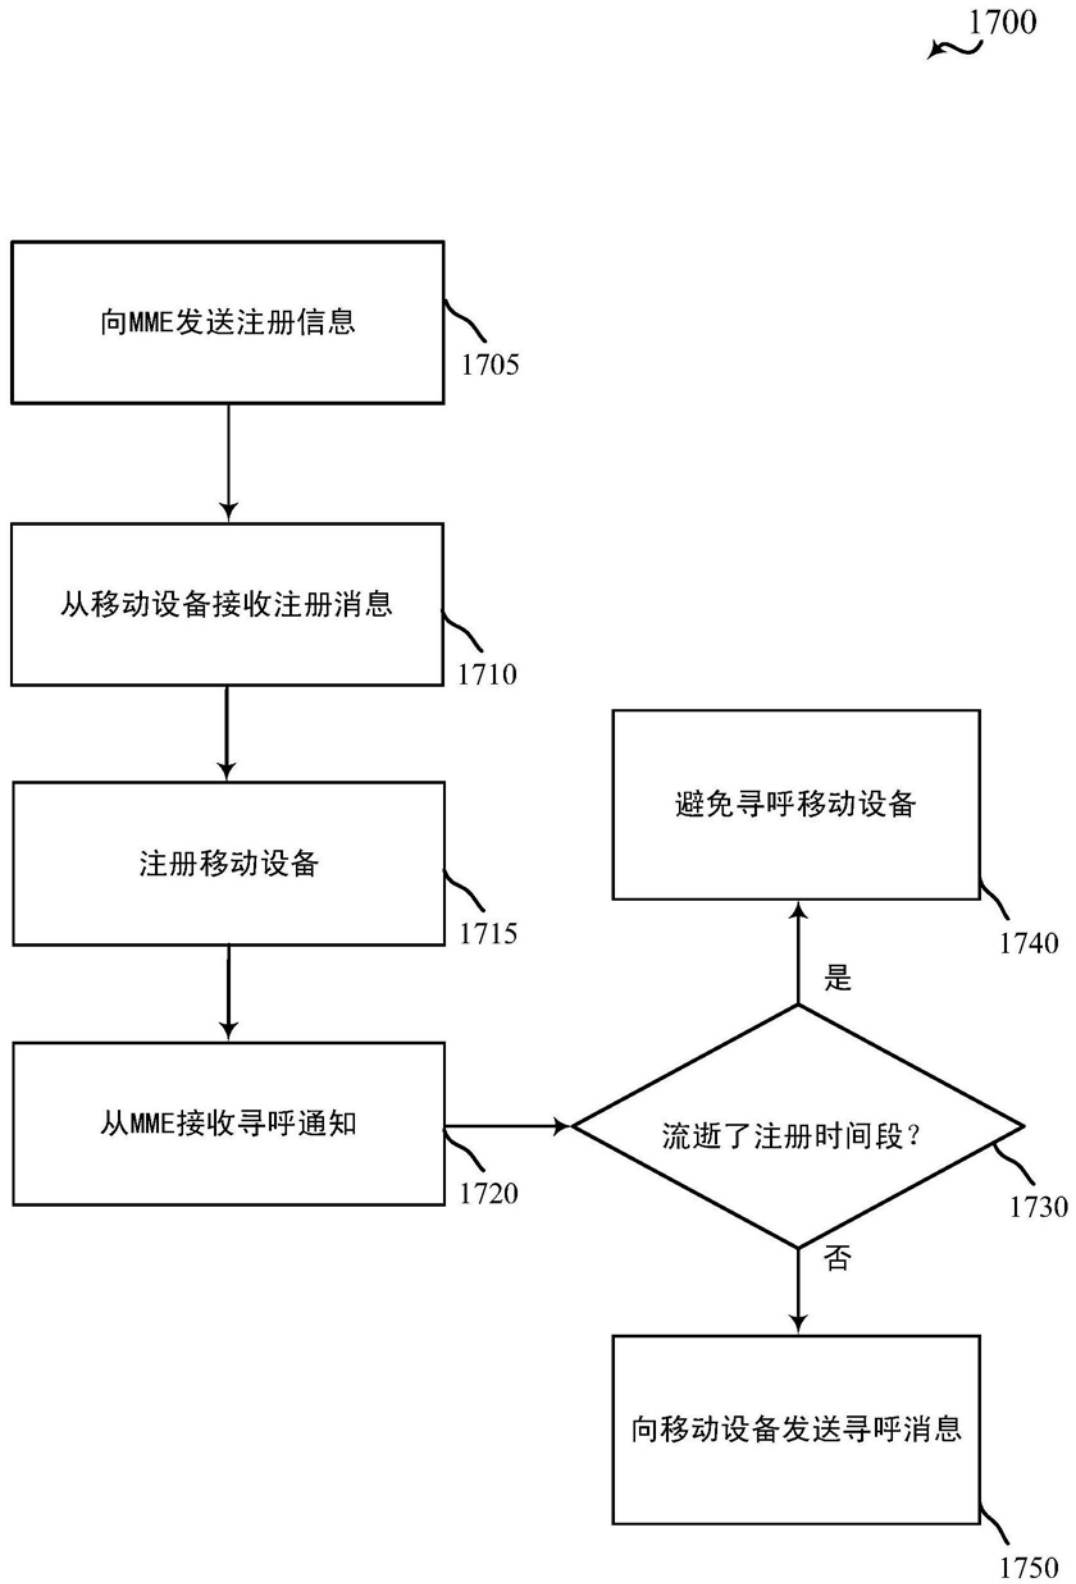 1700
向MME发送注册信息
1705
从移动设备接收注册消息
1710
注册移动设备
1715
从MME接收寻呼通知
1720
避免寻呼移动设备
1740
是
流逝了注册时间段？
1730
否
向移动设备发送寻呼消息
1750